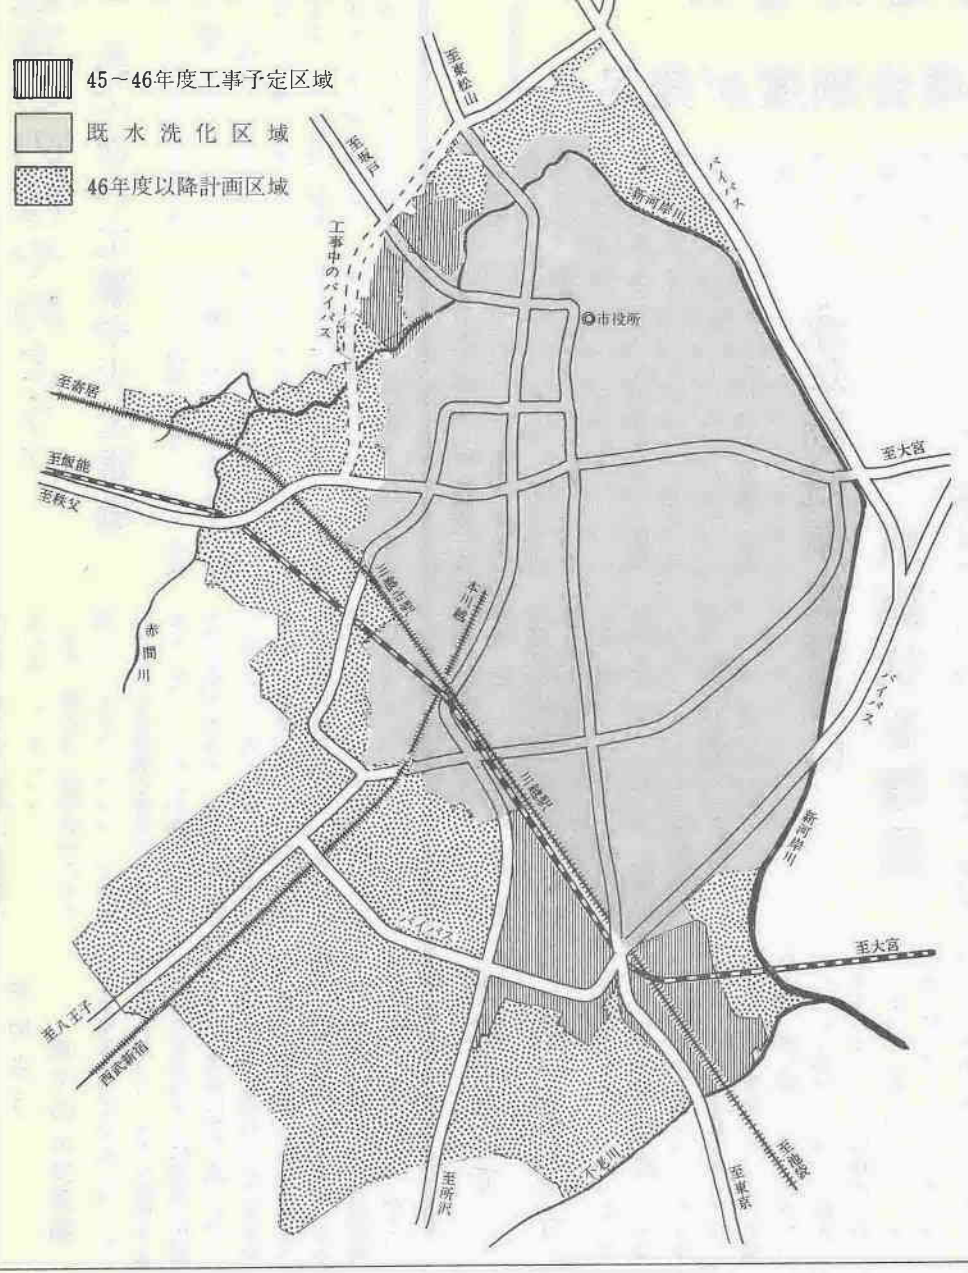 45～46年度工事予定区域
既水洗化区域
46年度以降計画区域
至東松山
至坂戸
バイパス
新河岸川
工事中のバイパス
◎市役所
至寄居
至飯能
至秩父
至大宮
川越市駅
本川越
赤間川
バイパス
川越駅
新河岸川
バイパス
至大宮
至八王子
西武新宿
至所沢
不老川
至東京
至池袋